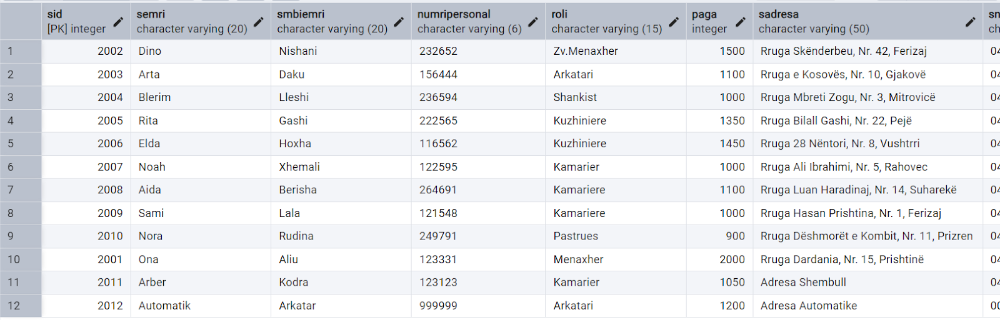 sid semri smbiemri numripersonal roli paga sadresa sn
[PK] integer character varying (20) character varying (20) character varying (6) character varying (15) integer character varying (50) ch
1 2002 Dino Nishani 232652 Zv.Menaxher 1500 Rruga Skënderbeu, Nr. 42, Ferizaj 04
2 2003 Arta Daku 156444 Arkatari 1100 Rruga e Kosovës, Nr. 10, Gjakovë 04
3 2004 Blerim Lleshi 236594 Shankist 1000 Rruga Mbreti Zogu, Nr. 3, Mitrovicë 04
4 2005 Rita Gashi 222565 Kuzhiniere 1350 Rruga Bilall Gashi, Nr. 22, Pejë 04
5 2006 Elda Hoxha 116562 Kuzhiniere 1450 Rruga 28 Nëntori, Nr. 8, Vushtrri 04
6 2007 Noah Xhemali 122595 Kamarier 1000 Rruga Ali Ibrahimi, Nr. 5, Rahovec 04
7 2008 Aida Berisha 264691 Kamariere 1100 Rruga Luan Haradinaj, Nr. 14, Suharekë 04
8 2009 Sami Lala 121548 Kamariere 1000 Rruga Hasan Prishtina, Nr. 1, Ferizaj 04
9 2010 Nora Rudina 249791 Pastrues 900 Rruga Dëshmorët e Kombit, Nr. 11, Prizren 04
10 2001 Ona Aliu 123331 Menaxher 2000 Rruga Dardania, Nr. 15, Prishtinë 04
11 2011 Arber Kodra 123123 Kamarier 1050 Adresa Shembull 04
12 2012 Automatik Arkatar 999999 Arkatari 1200 Adresa Automatike 00